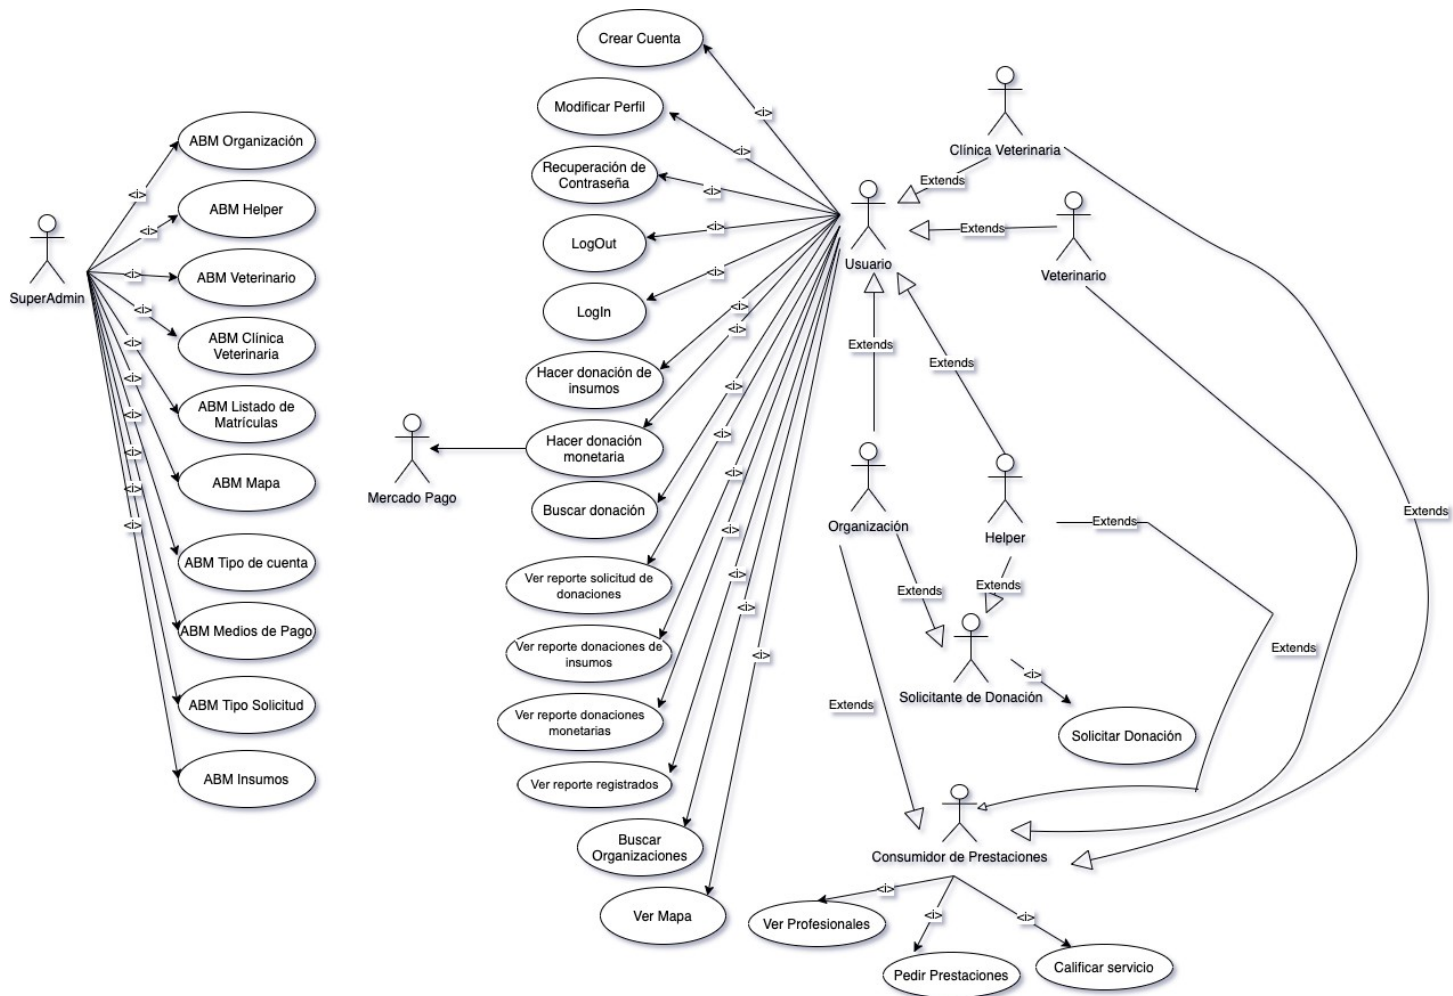 Crear Cuenta
<i>
Modificar Perfil
<i>
Recuperación de
Contraseña
<i>
LogOut
<i>
LogIn
<i>
Hacer donación de
insumos
<i>
Hacer donación
monetaria
<i>
Buscar donación
<i>
Ver reporte solicitud de
donaciones
<i>
Ver reporte donaciones de
insumos
<i>
Ver reporte donaciones
monetarias
<i>
Ver reporte registrados
<i>
Buscar
Organizaciones
<i>
Ver Mapa
<i>
SuperAdmin
ABM Organización
<i>
ABM Helper
<i>
ABM Veterinario
<i>
ABM Clínica
Veterinaria
<i>
ABM Listado de
Matrículas
<i>
ABM Mapa
<i>
ABM Tipo de cuenta
<i>
ABM Medios de Pago
<i>
ABM Tipo Solicitud
<i>
ABM Insumos
<i>
Mercado Pago
Clínica Veterinaria
Extends
Usuario
Extends
Veterinario
Extends
Extends
Organización
Helper
Extends
Extends
Extends
Extends
Extends
Solicitante de Donación
<i>
Solicitar Donación
Extends
Extends
Consumidor de Prestaciones
<i>
Ver Profesionales
<i>
Pedir Prestaciones
<i>
Calificar servicio